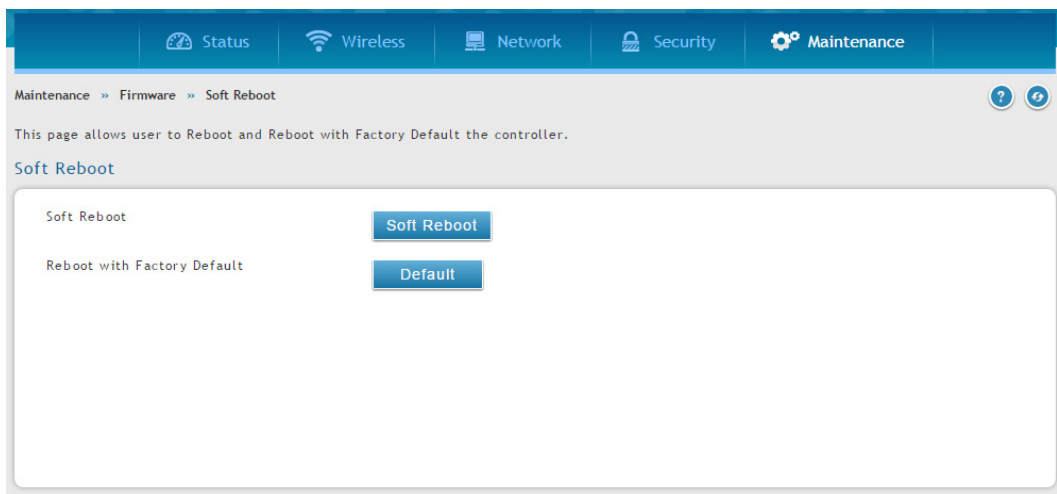 Status Wireless Network Security Maintenance
Maintenance » Firmware » Soft Reboot ?
This page allows user to Reboot and Reboot with Factory Default the controller.
Soft Reboot
Soft Reboot Soft Reboot
Reboot with Factory Default Default